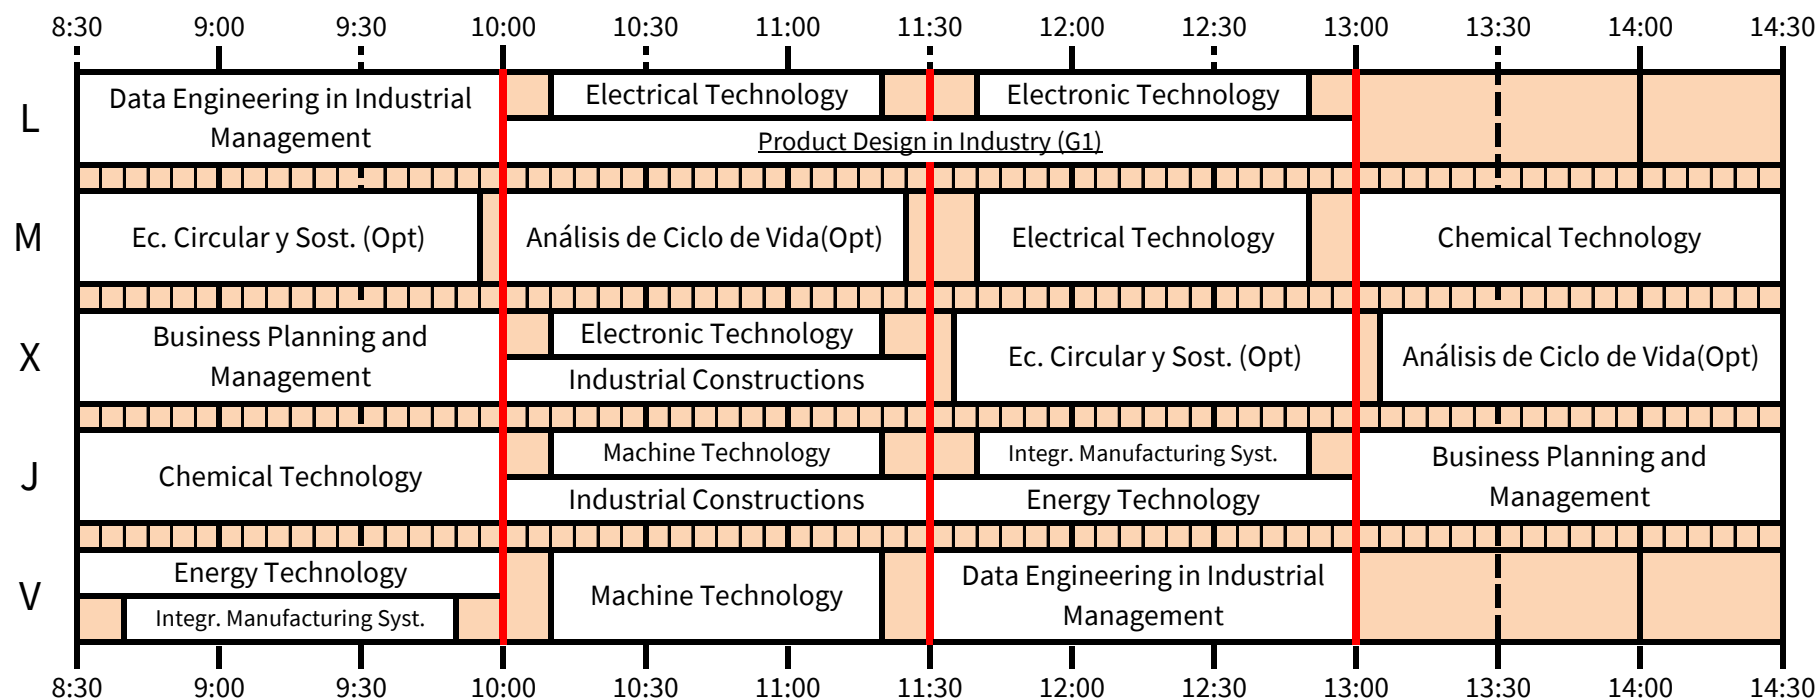 8:30 9:00 9:30 10:00 10:30 11:00 11:30 12:00 12:30 13:00 13:30 14:00 14:30
L
Data Engineering in Industrial
Management
Electrical Technology
Electronic Technology
Product Design in Industry (G1)
M
Ec. Circular y Sost. (Opt)
Análisis de Ciclo de Vida(Opt)
Electrical Technology
Chemical Technology
X
Business Planning and
Management
Electronic Technology
Industrial Constructions
Ec. Circular y Sost. (Opt)
Análisis de Ciclo de Vida(Opt)
J
Chemical Technology
Machine Technology
Industrial Constructions
Integr. Manufacturing Syst.
Energy Technology
Business Planning and
Management
V
Energy Technology
Integr. Manufacturing Syst.
Machine Technology
Data Engineering in Industrial
Management
8:30 9:00 9:30 10:00 10:30 11:00 11:30 12:00 12:30 13:00 13:30 14:00 14:30